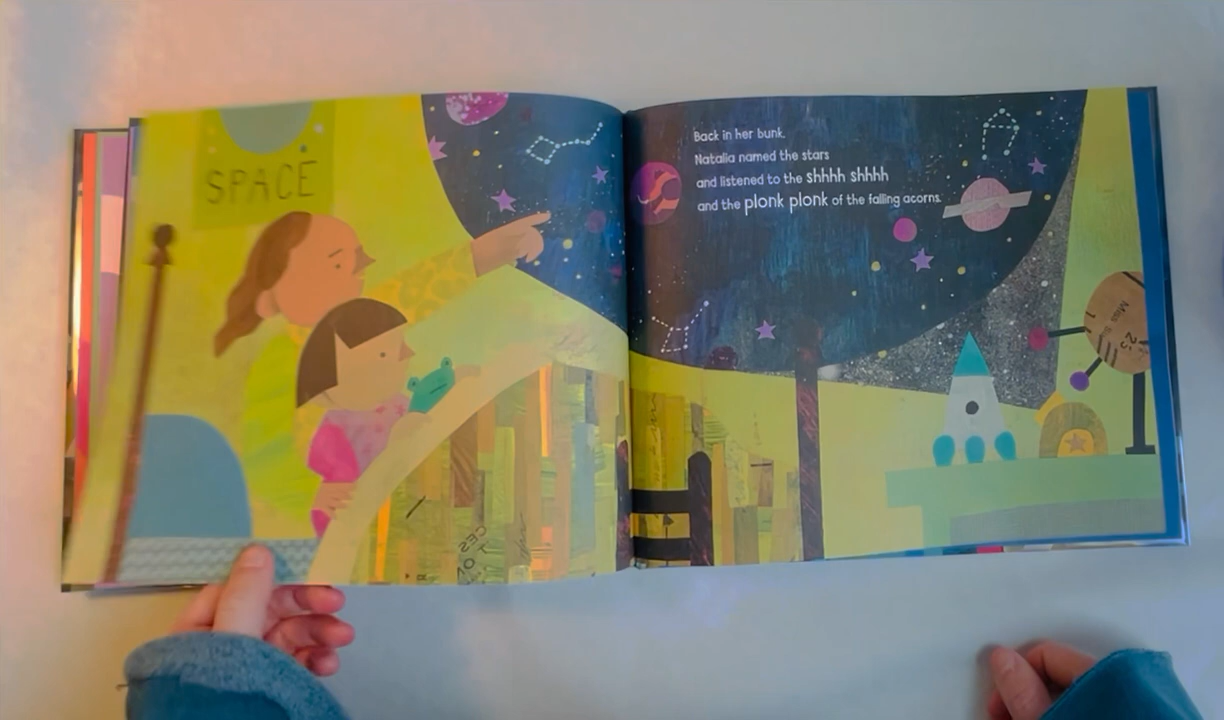 SPACE
Back in her bunk,
Natalia named the stars
and listened to the shhhh shhhh
and the plonk plonk of the falling acorns.